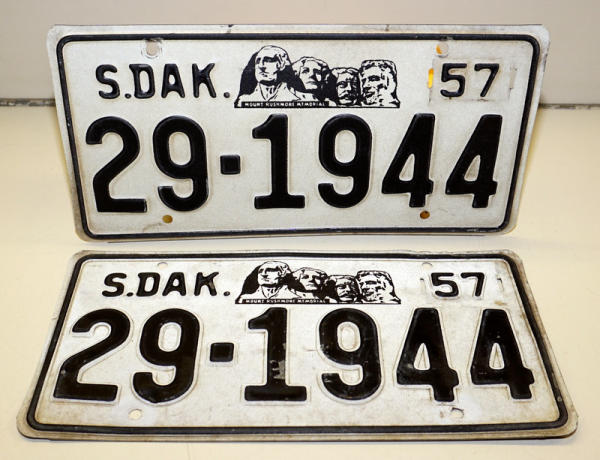 S.DAK. 57
MOUNT RUSHMORE MEMORIAL
29-1944
S.DAK. 57
MOUNT RUSHMORE MEMORIAL
29-1944